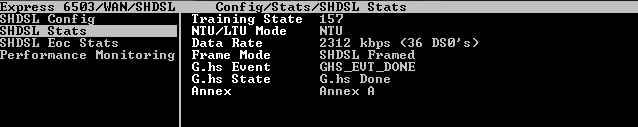 Express 6503/WAN/SHDSL Config/Stats/SHDSL Stats
SHDSL Config
SHDSL Stats
SHDSL Eoc Stats
Performance Monitoring
Training State 157
NTU/LTU Mode NTU
Data Rate 2312 kbps (36 DS0's)
Frame Mode SHDSL Framed
G.hs Event GHS_EVT_DONE
G.hs State G.hs Done
Annex Annex A